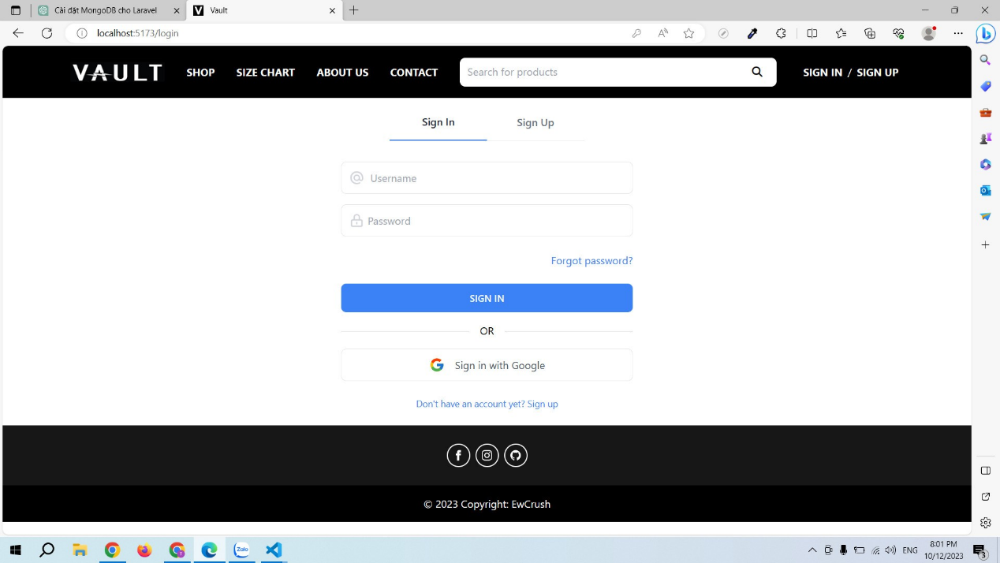 Cài đặt MongoDB cho Laravel
Vault
localhost:5173/login
VAULT SHOP SIZE CHART ABOUT US CONTACT Search for products SIGN IN / SIGN UP
Sign In Sign Up
Username
Password
Forgot password?
SIGN IN
OR
Sign in with Google
Don't have an account yet? Sign up
© 2023 Copyright: EwCrush
Zalo
ENG
8:01 PM
10/12/2023
3